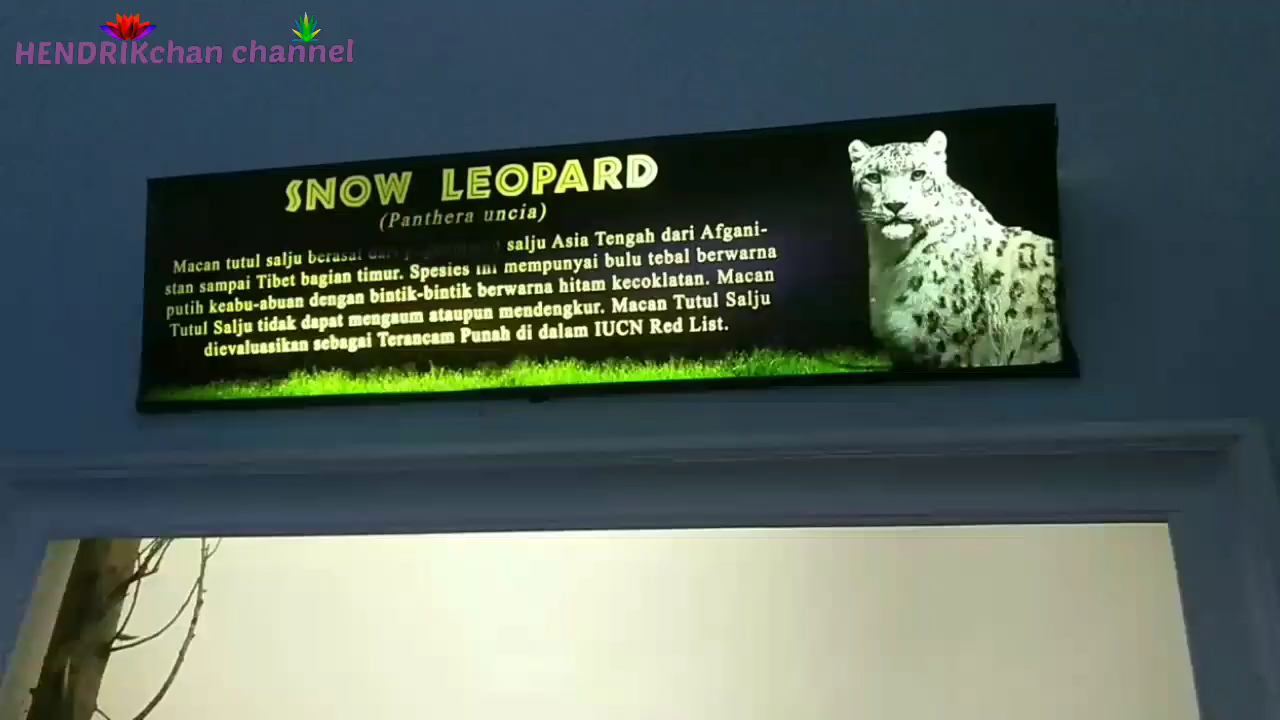 HENDRIKchan channel
SNOW LEOPARD
(Panthera uncia)
Macan tutul salju berasal dari salju Asia Tengah dari Afgani-
stan sampai Tibet bagian timur. Spesies ini mempunyai bulu tebal berwarna
putih keabu-abuan dengan bintik-bintik berwarna hitam kecoklatan. Macan
Tutul Salju tidak dapat mengaum ataupun mendengkur. Macan Tutul Salju
dievaluasikan sebagai Terancam Punah di dalam IUCN Red List.